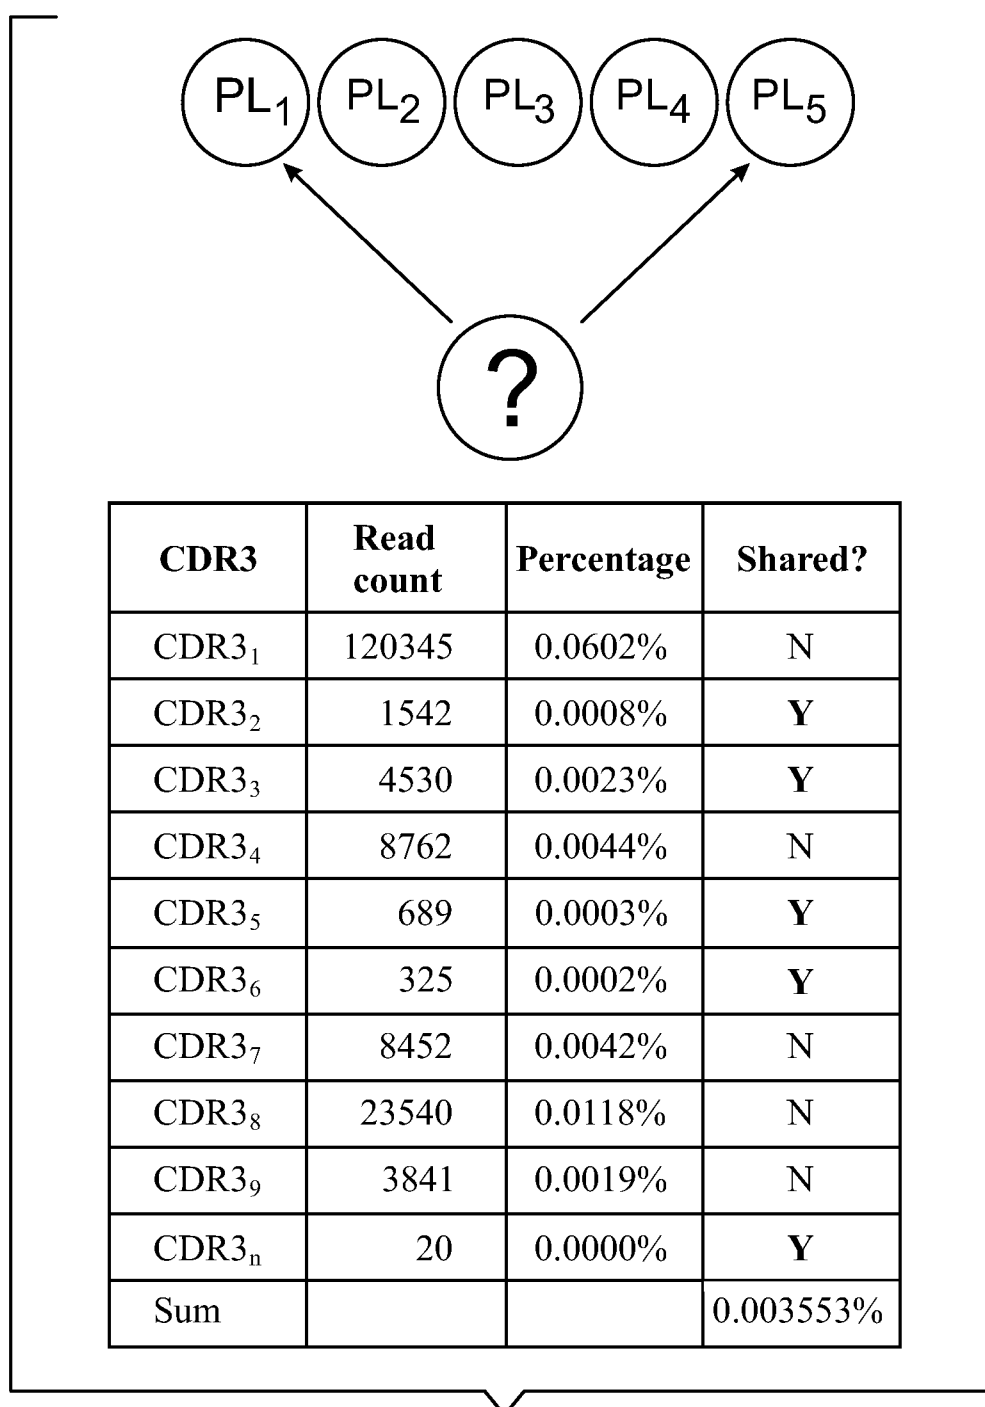 PL₁ PL₂ PL₃ PL₄ PL₅
?
CDR3 Read count Percentage Shared?
CDR3₁ 120345 0.0602% N
CDR3₂ 1542 0.0008% Y
CDR3₃ 4530 0.0023% Y
CDR3₄ 8762 0.0044% N
CDR3₅ 689 0.0003% Y
CDR3₆ 325 0.0002% Y
CDR3₇ 8452 0.0042% N
CDR3₈ 23540 0.0118% N
CDR3₉ 3841 0.0019% N
CDR3ₙ 20 0.0000% Y
Sum 0.003553%